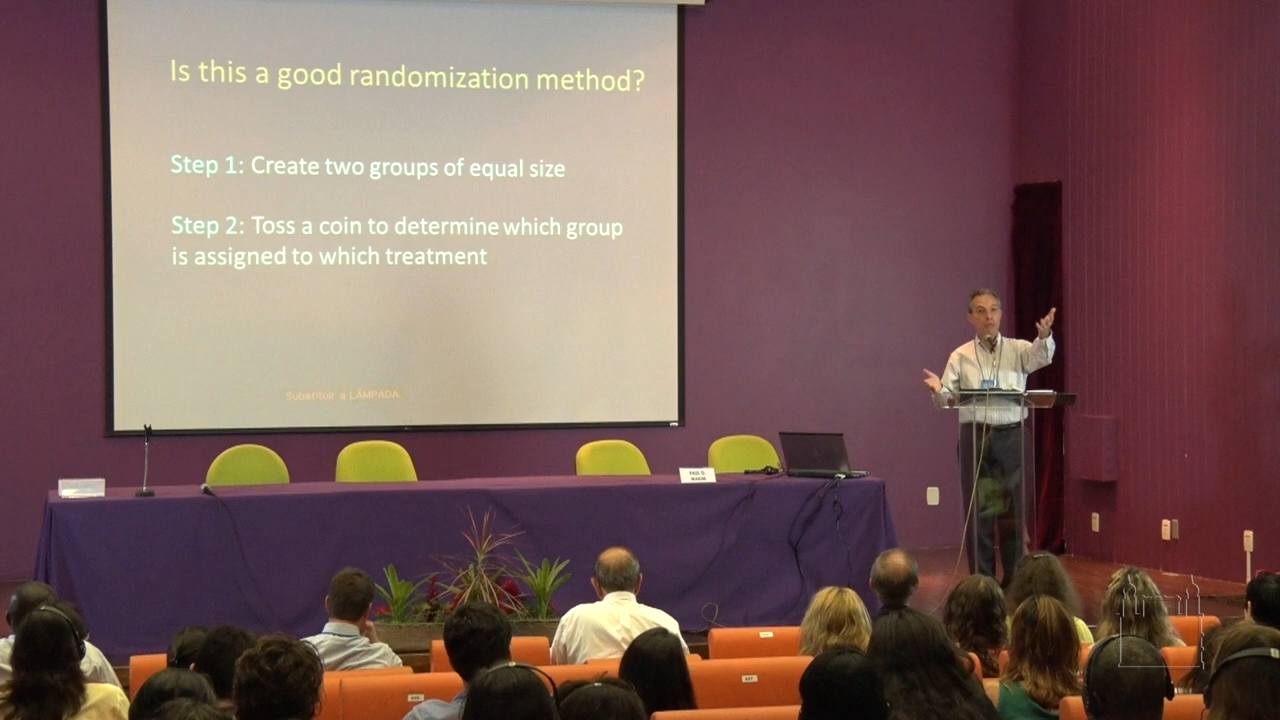 Is this a good randomization method?
Step 1: Create two groups of equal size
Step 2: Toss a coin to determine which group
is assigned to which treatment
Substituir a LÂMPADA.
PAUL D.